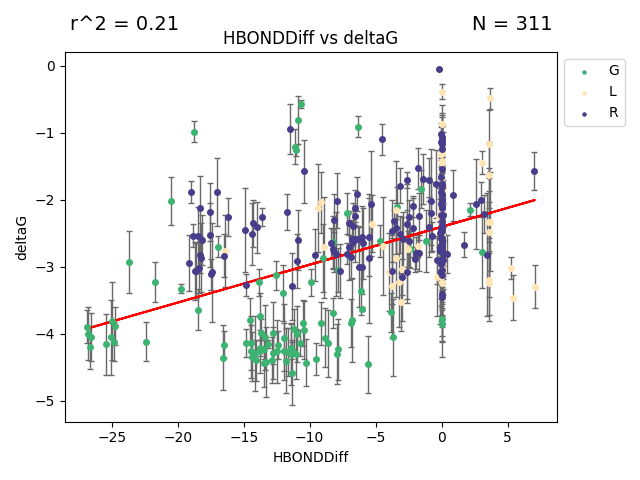 r^2 = 0.21
N = 311
HBONDDiff vs deltaG
G
L
R
deltaG
0
−1
−2
−3
−4
−5
−25
−20
−15
−10
−5
0
5
HBONDDiff